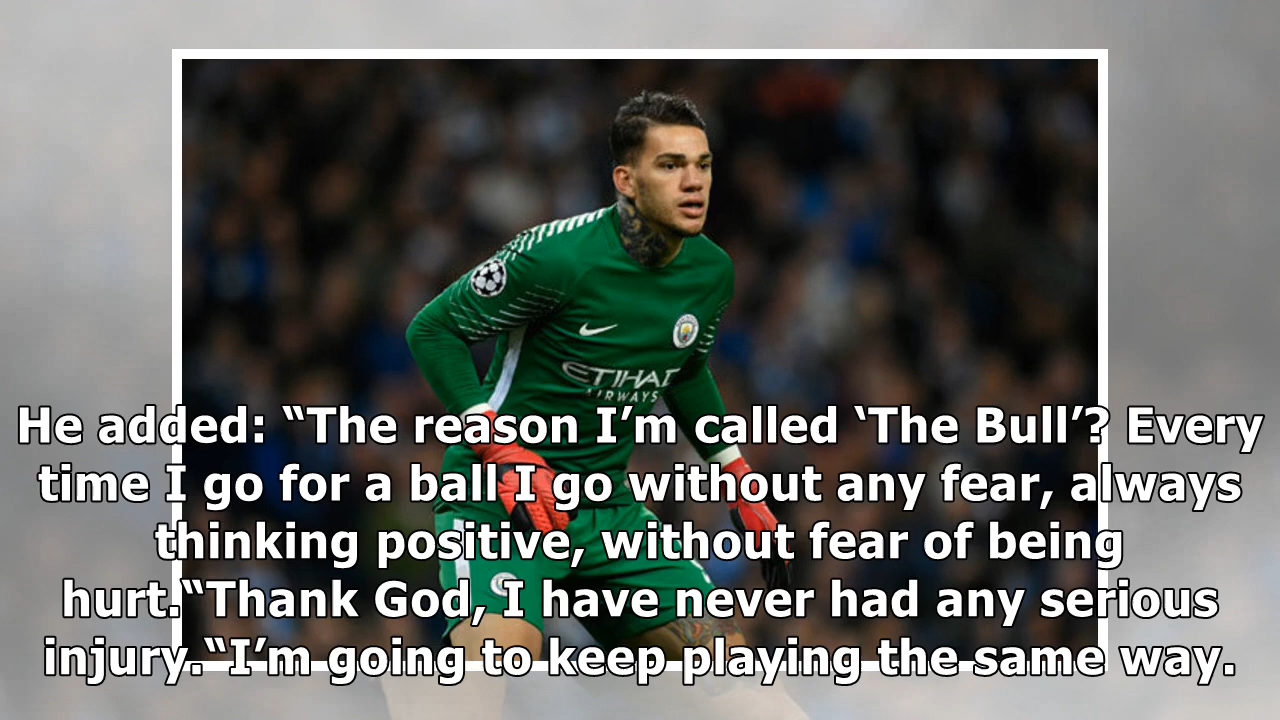 ETIHAD
AIRWAYS
He added: “The reason I’m called ‘The Bull’? Every
time I go for a ball I go without any fear, always
thinking positive, without fear of being
hurt.“Thank God, I have never had any serious
injury.“I’m going to keep playing the same way.